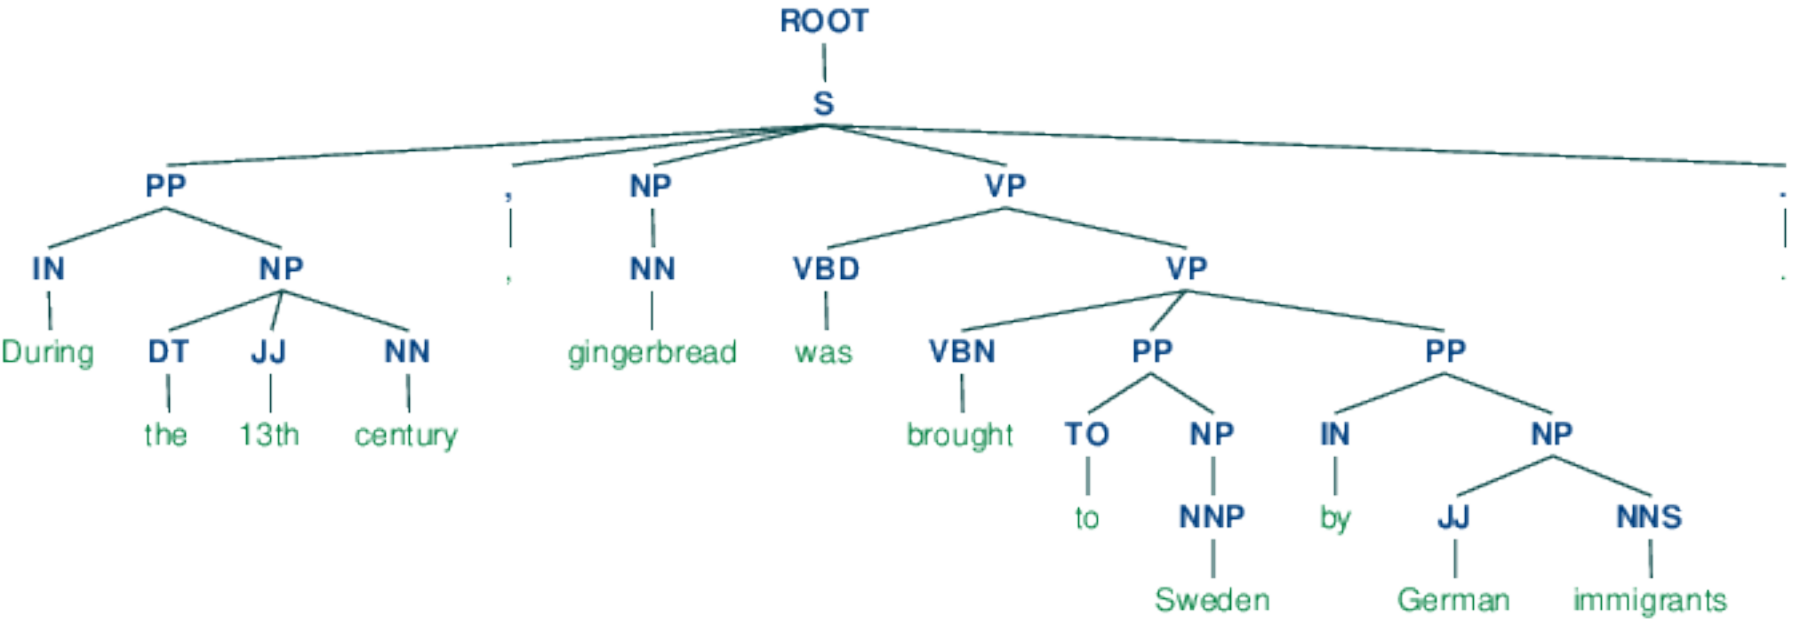 ROOT
S
PP , NP VP .
IN NP , NN VBD VP .
During DT JJ NN gingerbread was VBN PP PP
the 13th century brought TO NP IN NP
to NNP by JJ NNS
Sweden German immigrants